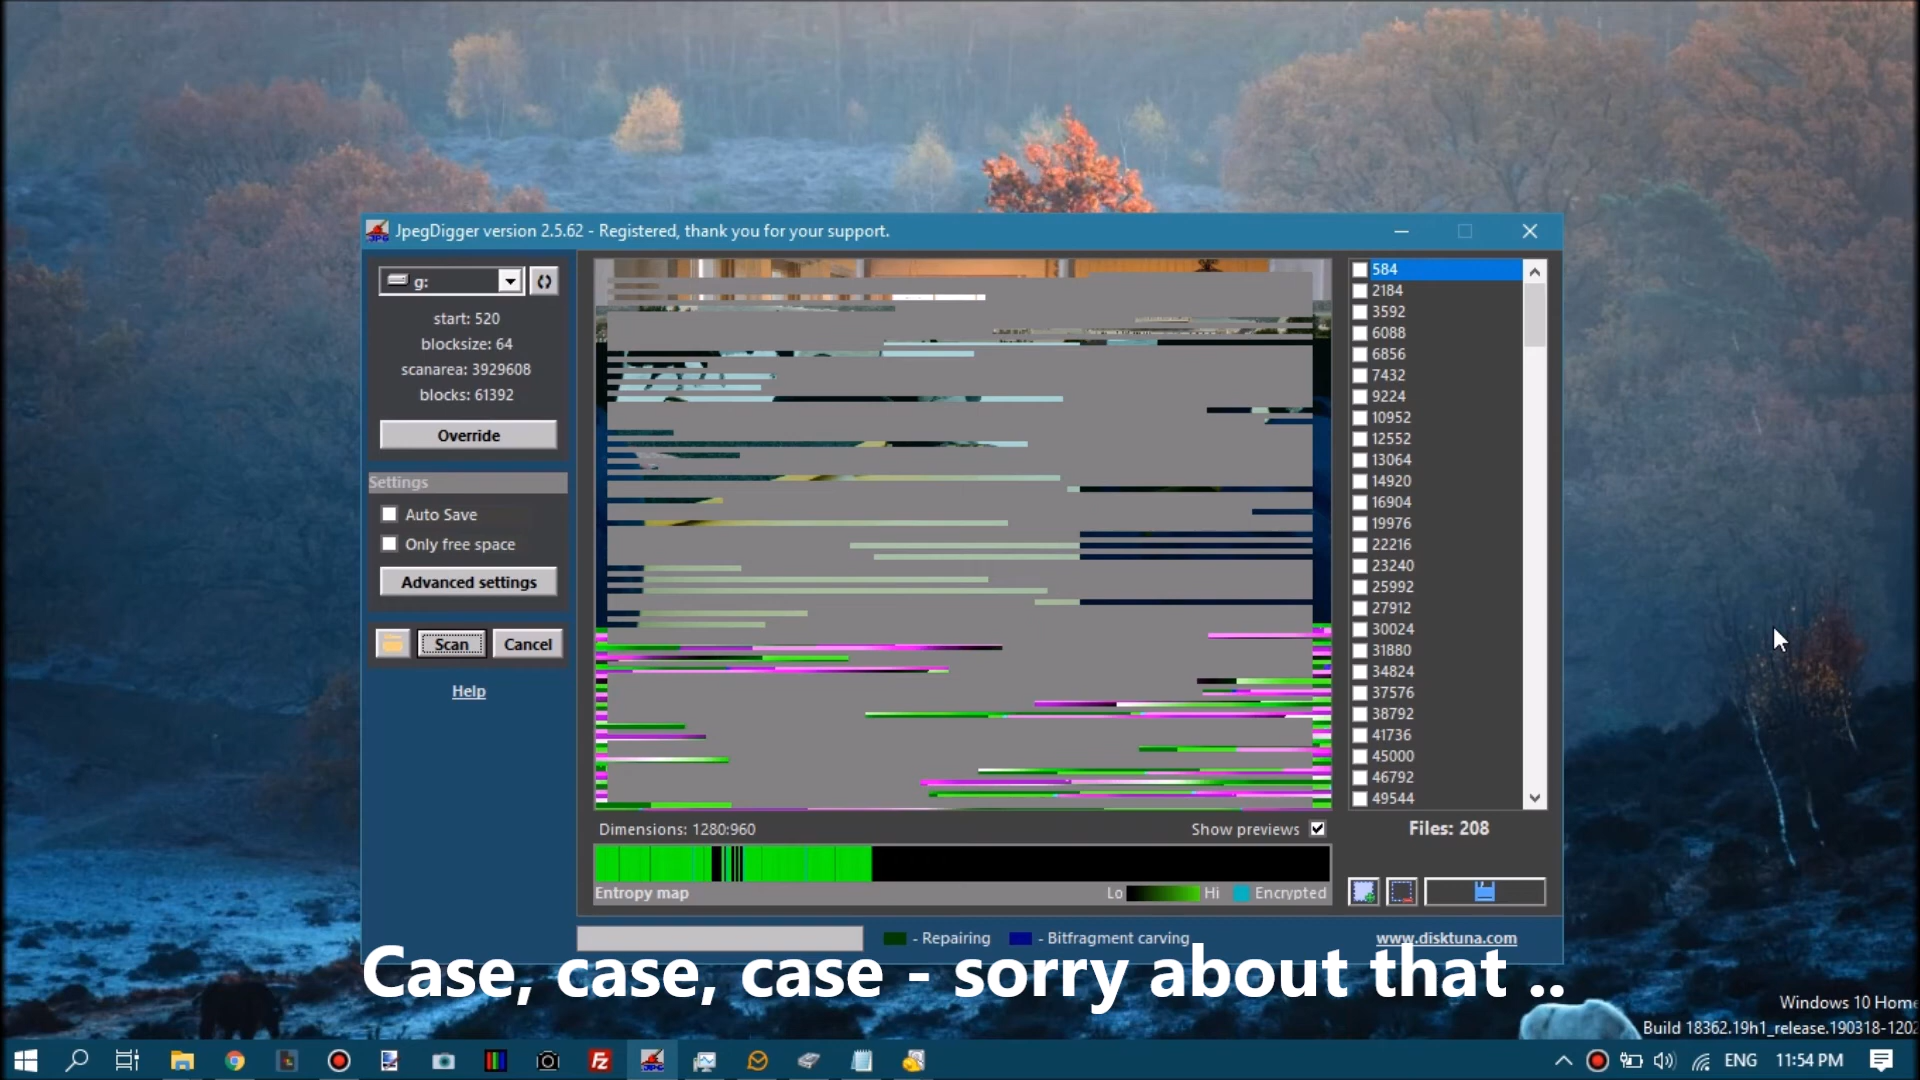 JpegDigger version 2.5.62 - Registered, thank you for your support.
g:
start: 520
blocksize: 64
scanarea: 3929608
blocks: 61392
Override
Settings
Auto Save
Only free space
Advanced settings
Scan
Cancel
Help
584
2184
3592
6088
6856
7432
9224
10952
12552
13064
14920
16904
19976
22216
23240
25992
27912
30024
31880
34824
37576
38792
41736
45000
46792
49544
Dimensions: 1280:960
Show previews
Files: 208
Entropy map
Lo
Hi
Encrypted
- Repairing
- Bitfragment carving
www.disktuna.com
Case, case, case - sorry about that ..
Windows 10 Home
Build 18362.19h1_release.190318-1202
ENG
11:54 PM